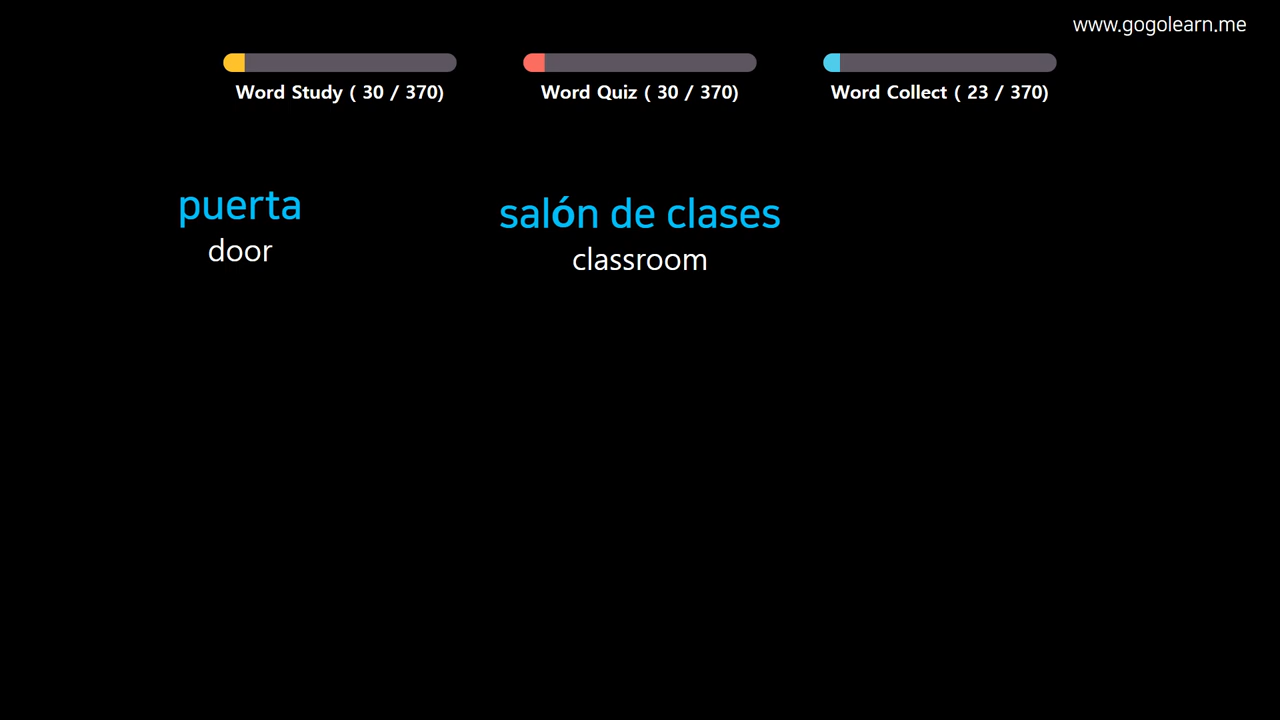 www.gogolearn.me
Word Study ( 30 / 370)
Word Quiz ( 30 / 370)
Word Collect ( 23 / 370)
puerta
door
salón de clases
classroom